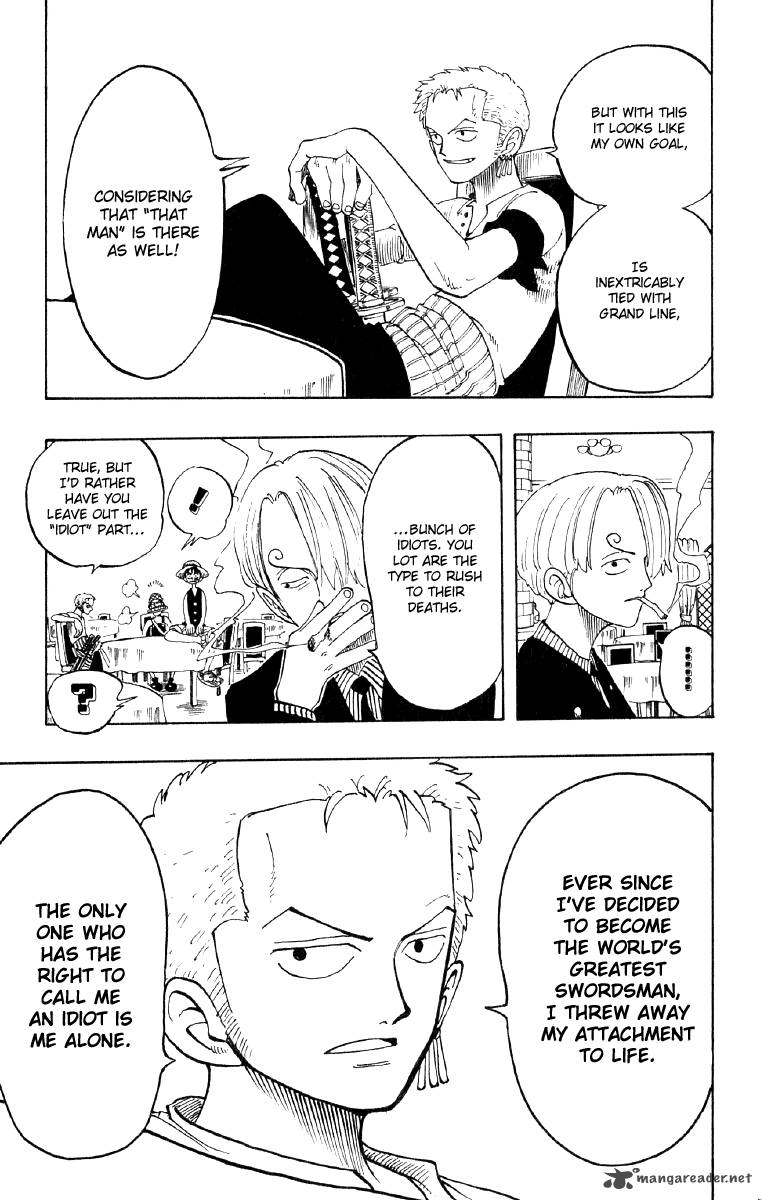 BUT WITH THIS
IT LOOKS LIKE
MY OWN GOAL,
IS
INEXTRICABLY
TIED WITH
GRAND LINE,
CONSIDERING
THAT "THAT
MAN" IS THERE
AS WELL!
!!!!!!
...BUNCH OF
IDIOTS. YOU
LOT ARE THE
TYPE TO RUSH
TO THEIR
DEATHS.
!
TRUE, BUT
I'D RATHER
HAVE YOU
LEAVE OUT THE
"IDIOT" PART...
?
EVER SINCE
I'VE DECIDED
TO BECOME
THE WORLD'S
GREATEST
SWORDSMAN,
I THREW AWAY
MY ATTACHMENT
TO LIFE.
THE ONLY
ONE WHO
HAS THE
RIGHT TO
CALL ME
AN IDIOT IS
ME ALONE.
mangareader.net